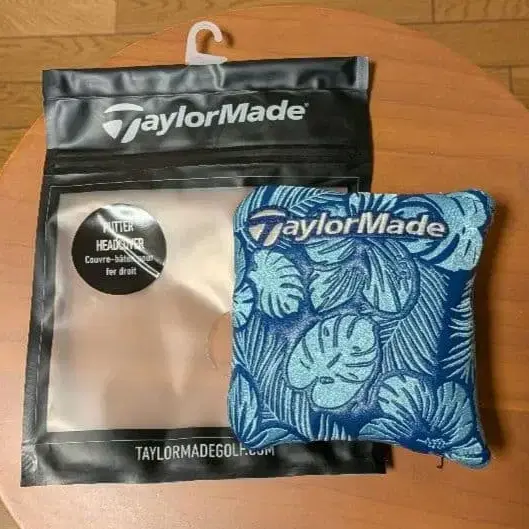 TaylorMade
PUTTER
HEADCOVER
Couvre-bâton pour
fer droit
TaylorMade
TAYLORMADEGOLF.COM